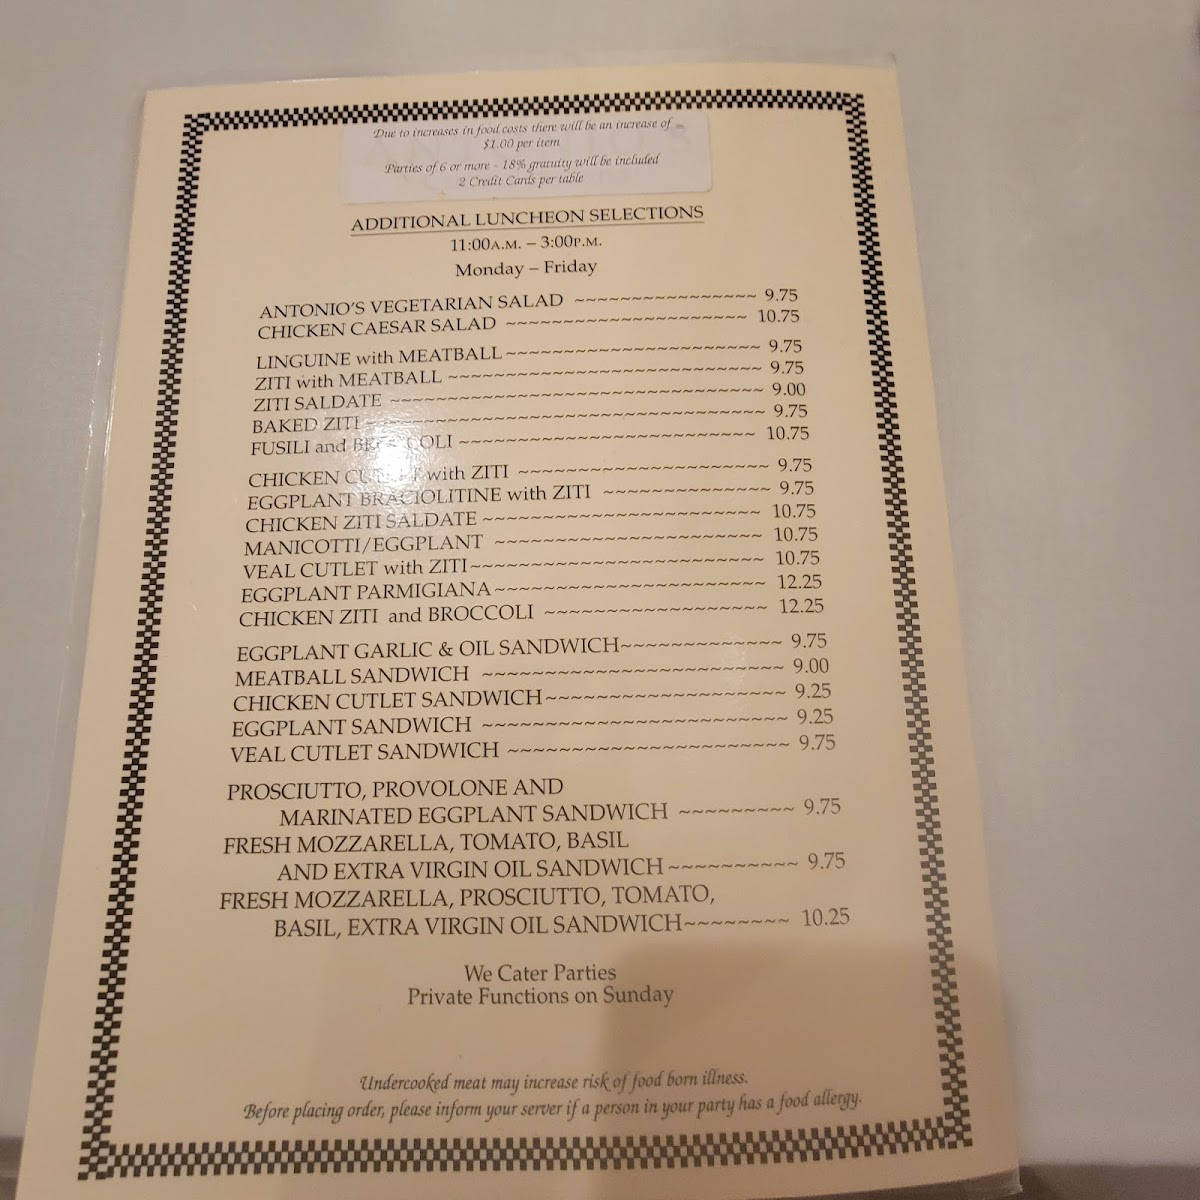 Due to increases in food costs there will be an increase of
$1.00 per item
Parties of 6 or more - 18% gratuity will be included
2 Credit Cards per table
ADDITIONAL LUNCHEON SELECTIONS
11:00A.M. – 3:00P.M.
Monday – Friday
ANTONIO'S VEGETARIAN SALAD ~~~~~~~~~~~~~~~~ 9.75
CHICKEN CAESAR SALAD ~~~~~~~~~~~~~~~~~~~~~ 10.75
LINGUINE with MEATBALL~~~~~~~~~~~~~~~~~~~~~~ 9.75
ZITI with MEATBALL ~~~~~~~~~~~~~~~~~~~~~~~~~~~ 9.75
ZITI SALDATE ~~~~~~~~~~~~~~~~~~~~~~~~~~~~~~~~ 9.00
BAKED ZITI ~~~~~~~~~~~~~~~~~~~~~~~~~~~~~~~~~~ 9.75
FUSILI and BROCCOLI ~~~~~~~~~~~~~~~~~~~~~~~~~ 10.75
CHICKEN CUTLET with ZITI ~~~~~~~~~~~~~~~~~~~~~ 9.75
EGGPLANT BRACIOLITINE with ZITI ~~~~~~~~~~~~~~ 9.75
CHICKEN ZITI SALDATE ~~~~~~~~~~~~~~~~~~~~~~~ 10.75
MANICOTTI/EGGPLANT ~~~~~~~~~~~~~~~~~~~~~~~ 10.75
VEAL CUTLET with ZITI~~~~~~~~~~~~~~~~~~~~~~~~ 10.75
EGGPLANT PARMIGIANA~~~~~~~~~~~~~~~~~~~~~~ 12.25
CHICKEN ZITI and BROCCOLI ~~~~~~~~~~~~~~~~~~ 12.25
EGGPLANT GARLIC & OIL SANDWICH~~~~~~~~~~~~~ 9.75
MEATBALL SANDWICH ~~~~~~~~~~~~~~~~~~~~~~~~ 9.00
CHICKEN CUTLET SANDWICH~~~~~~~~~~~~~~~~~~~ 9.25
EGGPLANT SANDWICH ~~~~~~~~~~~~~~~~~~~~~~~~ 9.25
VEAL CUTLET SANDWICH ~~~~~~~~~~~~~~~~~~~~~~ 9.75
PROSCIUTTO, PROVOLONE AND
MARINATED EGGPLANT SANDWICH ~~~~~~~~~ 9.75
FRESH MOZZARELLA, TOMATO, BASIL
AND EXTRA VIRGIN OIL SANDWICH~~~~~~~~~~ 9.75
FRESH MOZZARELLA, PROSCIUTTO, TOMATO,
BASIL, EXTRA VIRGIN OIL SANDWICH~~~~~~~~ 10.25
We Cater Parties
Private Functions on Sunday
Undercooked meat may increase risk of food born illness.
Before placing order, please inform your server if a person in your party has a food allergy.